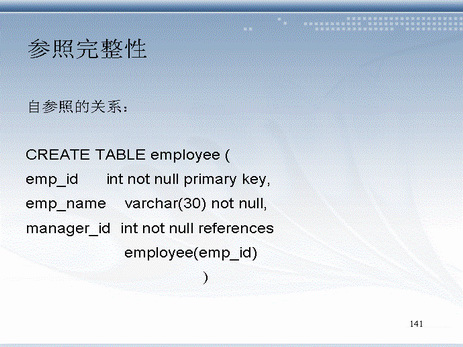 参照完整性
自参照的关系：
CREATE TABLE employee (
emp_id int not null primary key,
emp_name varchar(30) not null,
manager_id int not null references
employee(emp_id)
)
141